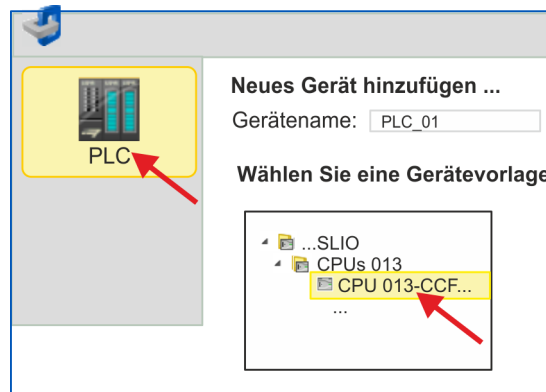 PLC
Neues Gerät hinzufügen ...
Gerätename: PLC_01
Wählen Sie eine Gerätevorlage
...SLIO
CPUs 013
CPU 013-CCF...
...